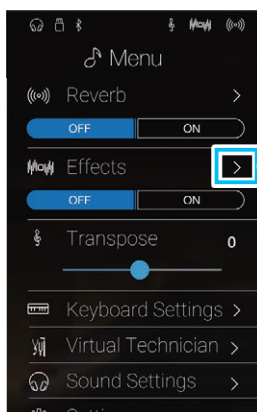 Menu
Reverb >
OFF ON
Effects >
OFF ON
Transpose 0
Keyboard Settings >
Virtual Technician >
Sound Settings >